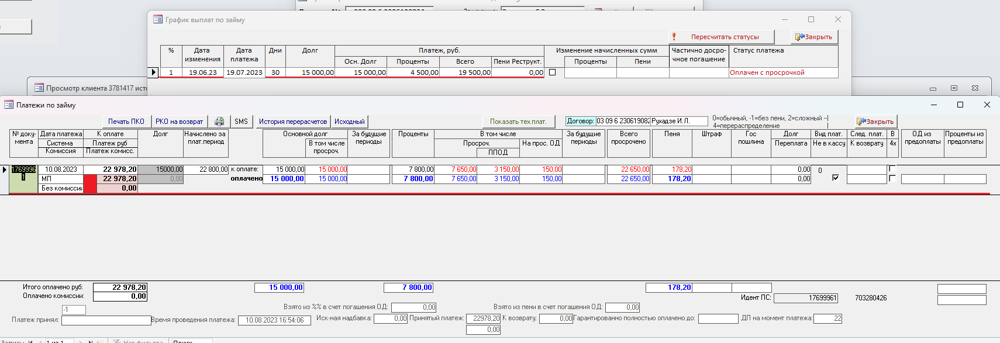 График выплат по займу
Пересчитать статусы
Закрыть
% Дата изменения Дата платежа Дни Долг Платеж, руб. Изменение начисленных сумм Частично досро-чное погашение Статус платежа
Осн. Долг Проценты Всего Пени Реструкт. Проценты Пени
1 19.06.23 19.07.2023 30 15 000,00 15 000,00 4 500,00 19 500,00 0,00 Оплачен с просрочкой
Просмотр клиента 3781417 исто
Платежи по займу
Печать ПКО РКО на возврат SMS История перерасчетов Исходный Показать тех.плат. Договор: 03 09 6 230619082 Рухадзе И.Л. 0=обычный, -1=без пени, 2=сложный --|
4=перераспределение
Закрыть
№ доку-мента Дата платежа К оплате Долг Начислено за плат.период Основной долг За будущие периоды Проценты В том числе За будущие периоды Всего просрочено Пеня Штраф Гос пошлина Долг Вид плат. След. плат. В ОД из предоплаты Проценты из предоплаты
Система Платеж руб В том числе просроч. Просроч. На прос. ОД Переплата Не в кассу К возврату 4х
Комиссия Платеж комисс. ППОД
1769996 10.08.2023 22 978,20 15000,00 22 800,00 к оплате: 15 000,00 15 000,00 7 800,00 7 650,00 3 150,00 150,00 22 650,00 178,20 0,00 0
1 МП 22 978,20 0,00 оплачено 15 000,00 15 000,00 7 800,00 7 650,00 3 150,00 150,00 22 650,00 178,20 0,00
Без комиссии 0,00
Итого оплачено руб: 22 978,20 15 000,00 7 800,00 178,20
Оплачено комиссии: 0,00 Идент ПС: 17699961 703280426
-1 Взято из %% в счет погашения ОД: 0,00 Взято из пени в счет погашения ОД: 0,00
Платеж принял: Время проведения платежа: 10.08.2023 16:54:06 Иск-ная надбавка: 0,00 Принятый платеж: 22978,20 К возврату: 0,00 Гарантированно полностью оплачено до: ДП на момент платежа: 22
0,00
1 из 1 Нет фильтра Поиск